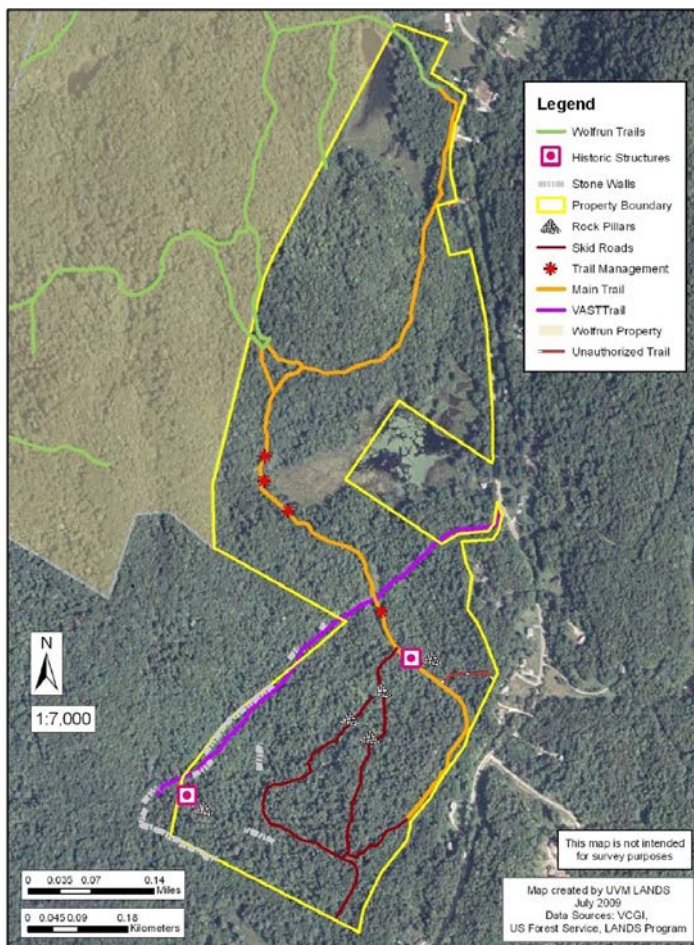 Legend
Wolfrun Trails
Historic Structures
Stone Walls
Property Boundary
Rock Pillars
Skid Roads
Trail Management
Main Trail
VASTTrail
Wolfrun Property
Unauthorized Trail
N
1:7,000
0 0.035 0.07 0.14
Miles
0 0.045 0.09 0.18
Kilometers
This map is not intended
for survey purposes
Map created by UVM LANDS
July 2009
Data Sources: VCGI,
US Forest Service, LANDS Program